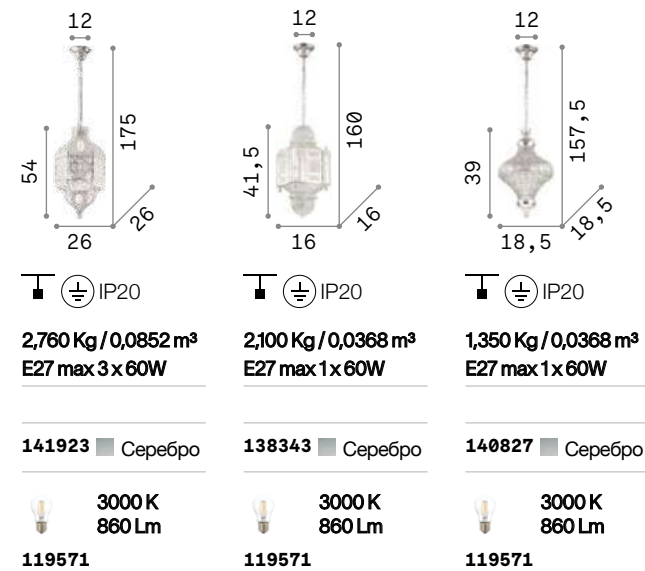 12
175
54
26
26
IP20
2,760 Kg / 0,0852 m³
E27 max 3 x 60W
141923 Серебро
3000 K
860 Lm
119571
12
160
41,5
16
16
IP20
2,100 Kg / 0,0368 m³
E27 max 1 x 60W
138343 Серебро
3000 K
860 Lm
119571
12
157,5
39
18,5
18,5
IP20
1,350 Kg / 0,0368 m³
E27 max 1 x 60W
140827 Серебро
3000 K
860 Lm
119571